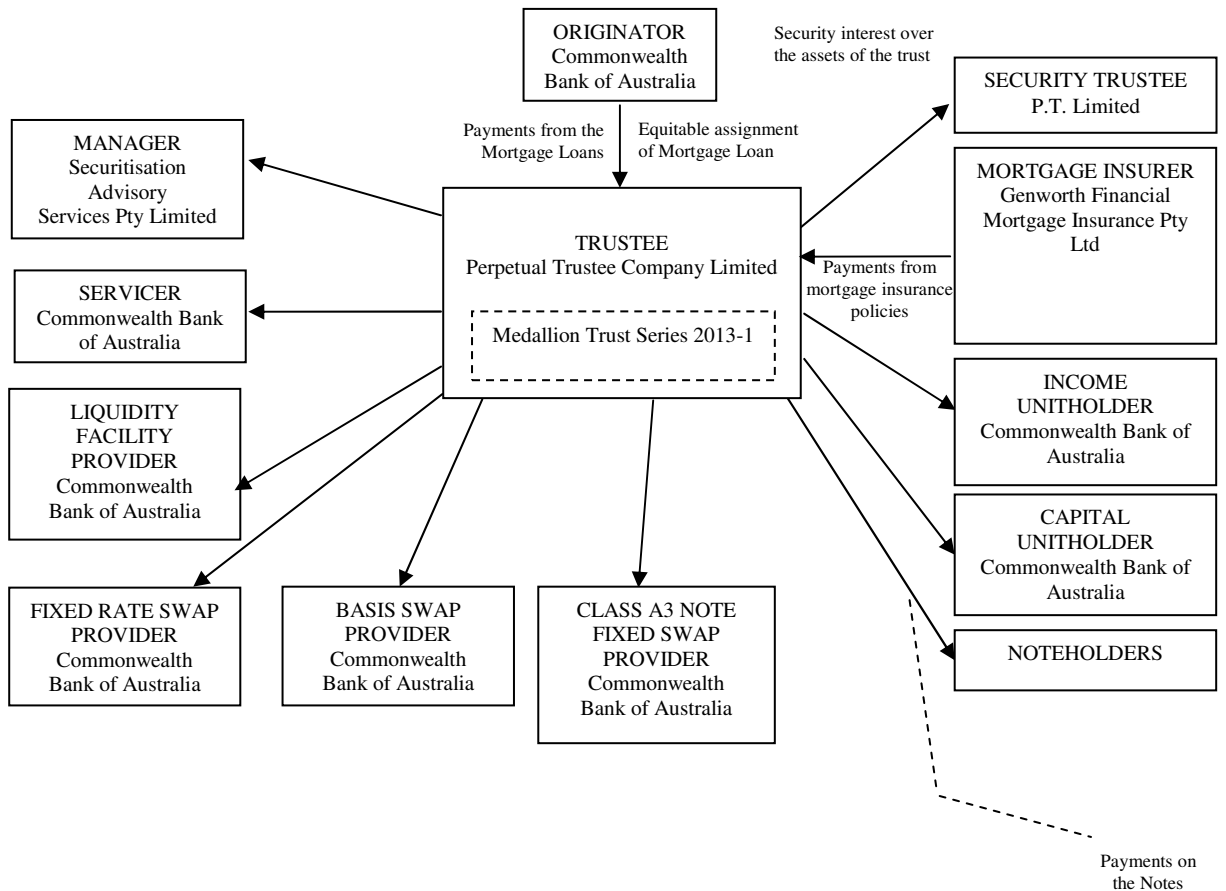 ORIGINATOR
Commonwealth
Bank of Australia
Security interest over
the assets of the trust
SECURITY TRUSTEE
P.T. Limited
Payments from the
Mortgage Loans
Equitable assignment
of Mortgage Loan
MANAGER
Securitisation
Advisory
Services Pty Limited
MORTGAGE INSURER
Genworth Financial
Mortgage Insurance Pty
Ltd
TRUSTEE
Perpetual Trustee Company Limited
Medallion Trust Series 2013-1
Payments from
mortgage insurance
policies
SERVICER
Commonwealth Bank
of Australia
INCOME
UNITHOLDER
Commonwealth Bank of
Australia
LIQUIDITY
FACILITY
PROVIDER
Commonwealth
Bank of Australia
CAPITAL
UNITHOLDER
Commonwealth Bank of
Australia
FIXED RATE SWAP
PROVIDER
Commonwealth
Bank of Australia
BASIS SWAP
PROVIDER
Commonwealth
Bank of Australia
CLASS A3 NOTE
FIXED SWAP
PROVIDER
Commonwealth
Bank of Australia
NOTEHOLDERS
Payments on
the Notes